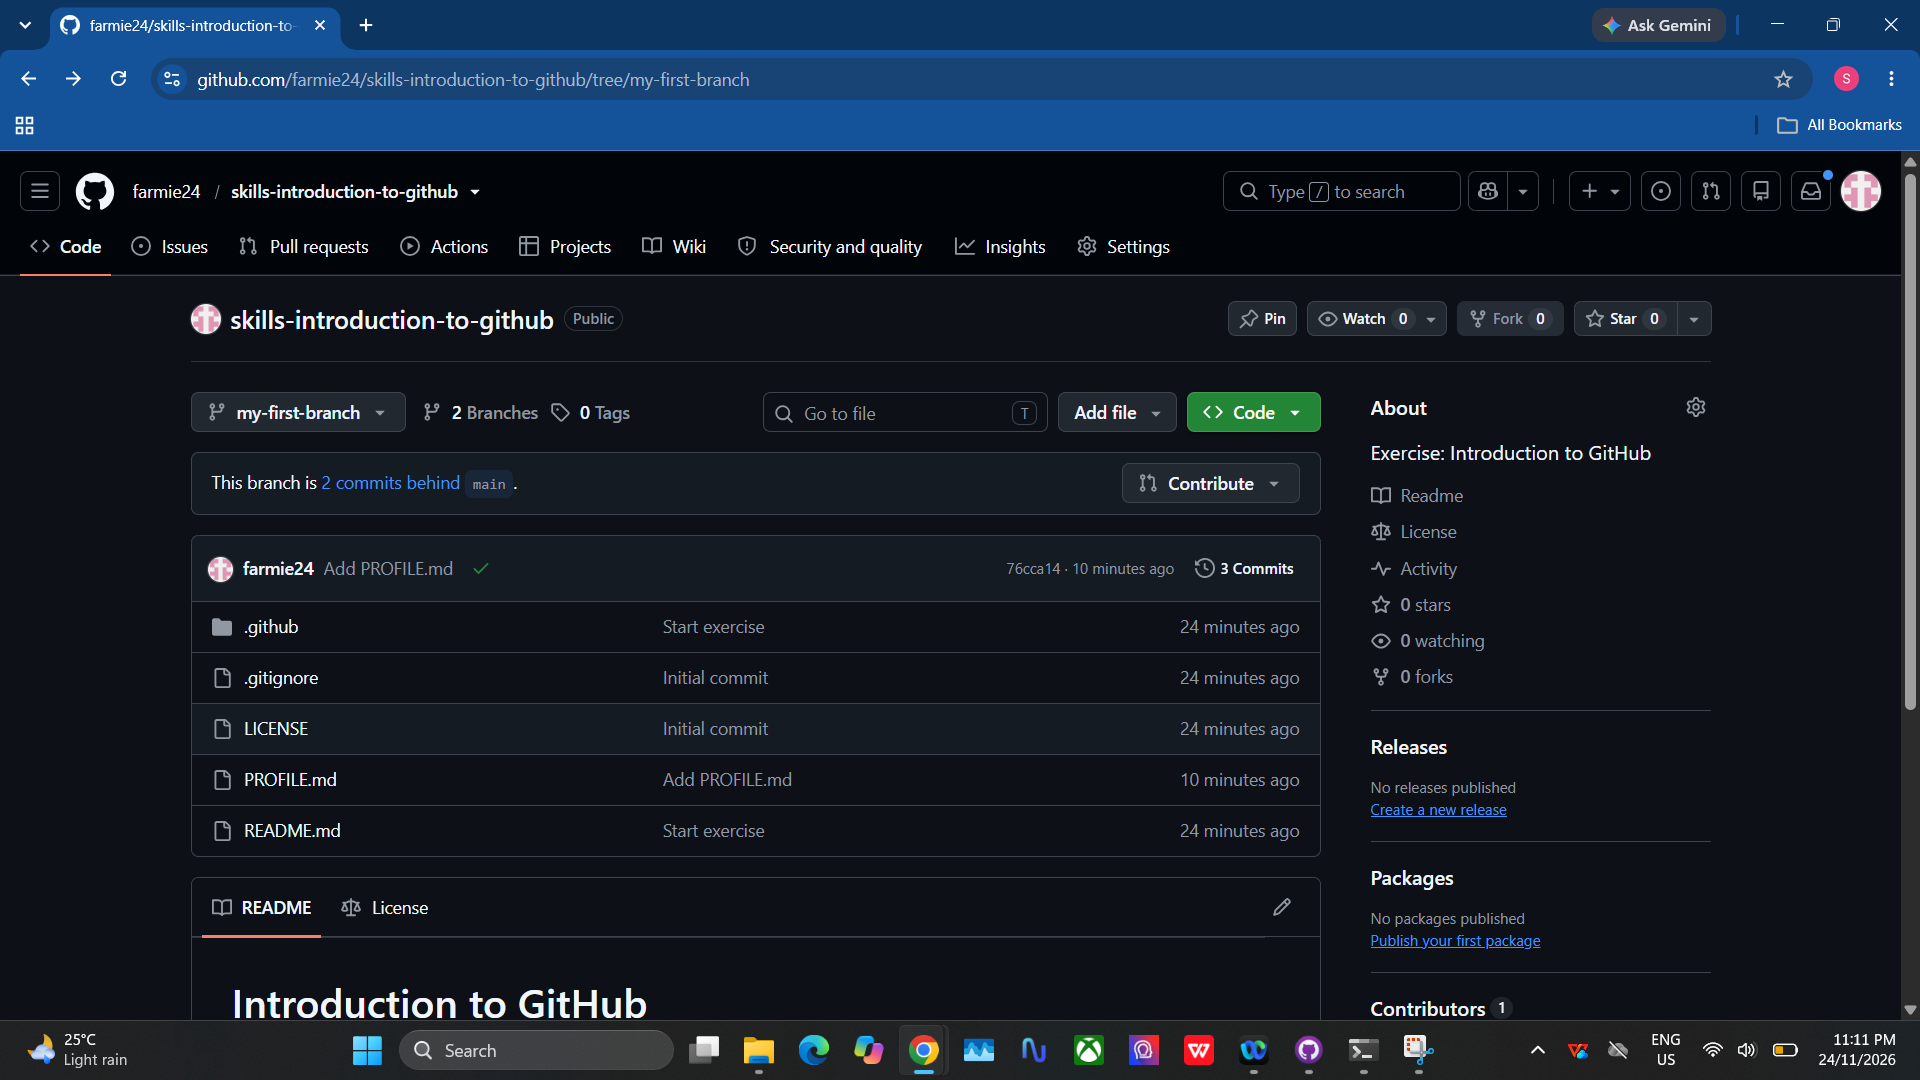 farmie24/skills-introduction-to-
Ask Gemini
github.com/farmie24/skills-introduction-to-github/tree/my-first-branch
S
All Bookmarks
farmie24 / skills-introduction-to-github
Type / to search
Code Issues Pull requests Actions Projects Wiki Security and quality Insights Settings
skills-introduction-to-github Public
Pin Watch 0 Fork 0 Star 0
my-first-branch 2 Branches 0 Tags Go to file T Add file Code
This branch is 2 commits behind main .
Contribute
farmie24 Add PROFILE.md 76cca14 · 10 minutes ago 3 Commits
.github Start exercise 24 minutes ago
.gitignore Initial commit 24 minutes ago
LICENSE Initial commit 24 minutes ago
PROFILE.md Add PROFILE.md 10 minutes ago
README.md Start exercise 24 minutes ago
README License
Introduction to GitHub
About
Exercise: Introduction to GitHub
Readme
License
Activity
0 stars
0 watching
0 forks
Releases
No releases published
Create a new release
Packages
No packages published
Publish your first package
Contributors 1
25°C
Light rain
Search
ENG
US
11:11 PM
24/11/2026